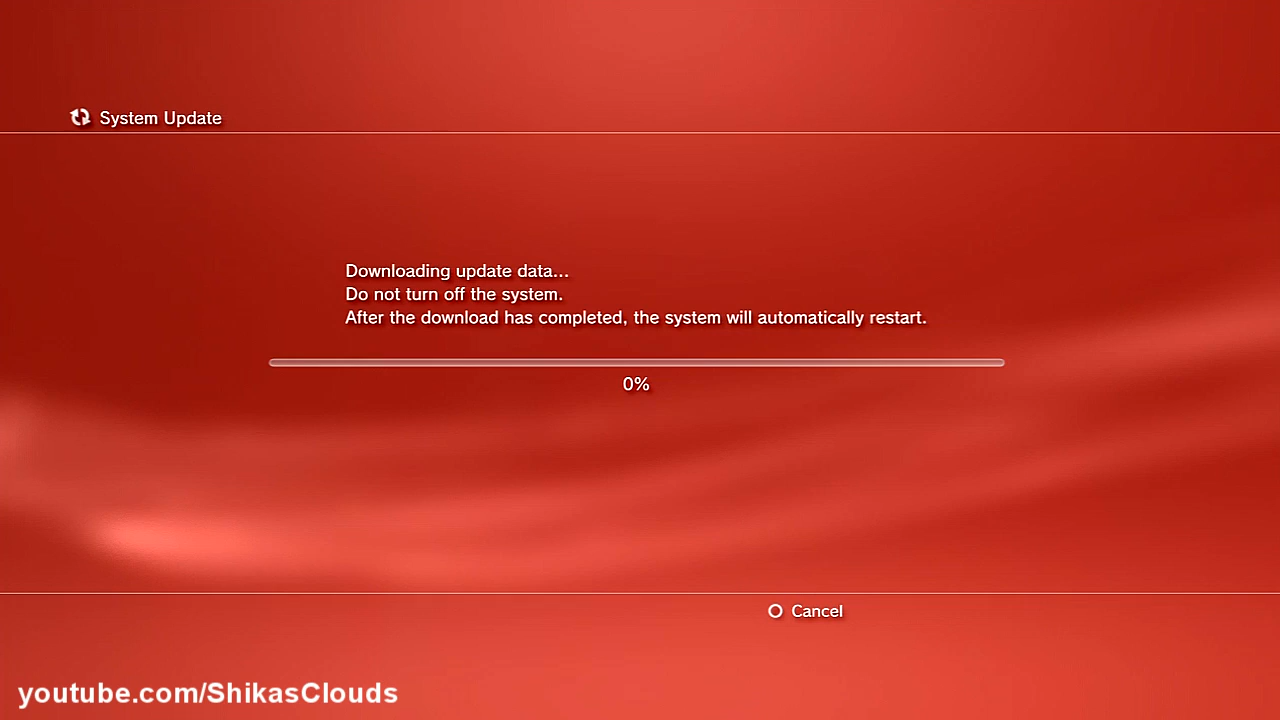 System Update
Downloading update data...
Do not turn off the system.
After the download has completed, the system will automatically restart.
0%
Cancel
youtube.com/ShikasClouds